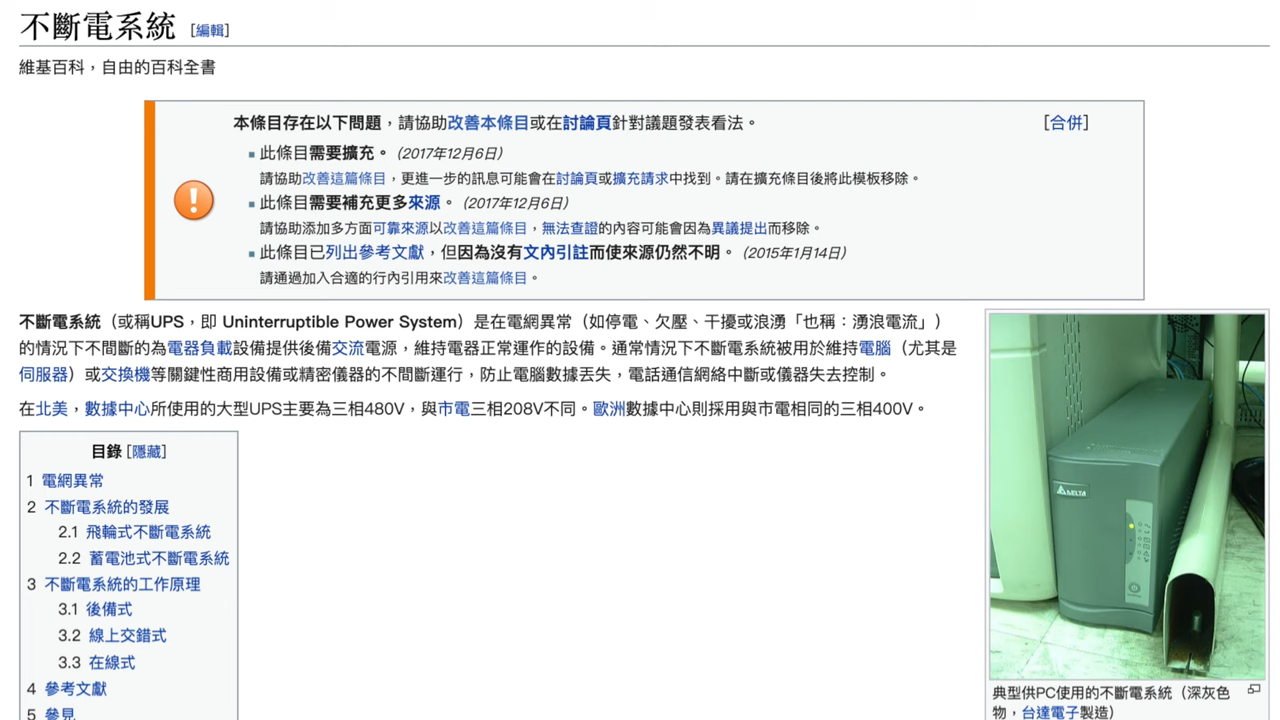 不斷電系統 [編輯]
維基百科，自由的百科全書
本條目存在以下問題，請協助改善本條目或在討論頁針對議題發表看法。 [合併]
此條目需要擴充。 (2017年12月6日)
請協助改善這篇條目，更進一步的訊息可能會在討論頁或擴充請求中找到。請在擴充條目後將此模板移除。
此條目需要補充更多來源。 (2017年12月6日)
請協助添加多方面可靠來源以改善這篇條目，無法查證的內容可能會因為異議提出而移除。
此條目已列出參考文獻，但因為沒有文內引註而使來源仍然不明。 (2015年1月14日)
請通過加入合適的行內引用來改善這篇條目。
不斷電系統（或稱UPS，即 Uninterruptible Power System）是在電網異常（如停電、欠壓、干擾或浪湧「也稱：湧浪電流」）
的情況下不間斷的為電器負載設備提供後備交流電源，維持電器正常運作的設備。通常情況下不斷電系統被用於維持電腦（尤其是
伺服器）或交換機等關鍵性商用設備或精密儀器的不間斷運行，防止電腦數據丟失，電話通信網絡中斷或儀器失去控制。
在北美，數據中心所使用的大型UPS主要為三相480V，與市電三相208V不同。歐洲數據中心則採用與市電相同的三相400V。
目錄 [隱藏]
1 電網異常
2 不斷電系統的發展
2.1 飛輪式不斷電系統
2.2 蓄電池式不斷電系統
3 不斷電系統的工作原理
3.1 後備式
3.2 線上交錯式
3.3 在線式
4 參考文獻
5 參見
DELTA
典型供PC使用的不斷電系統（深灰色
物，台達電子製造）